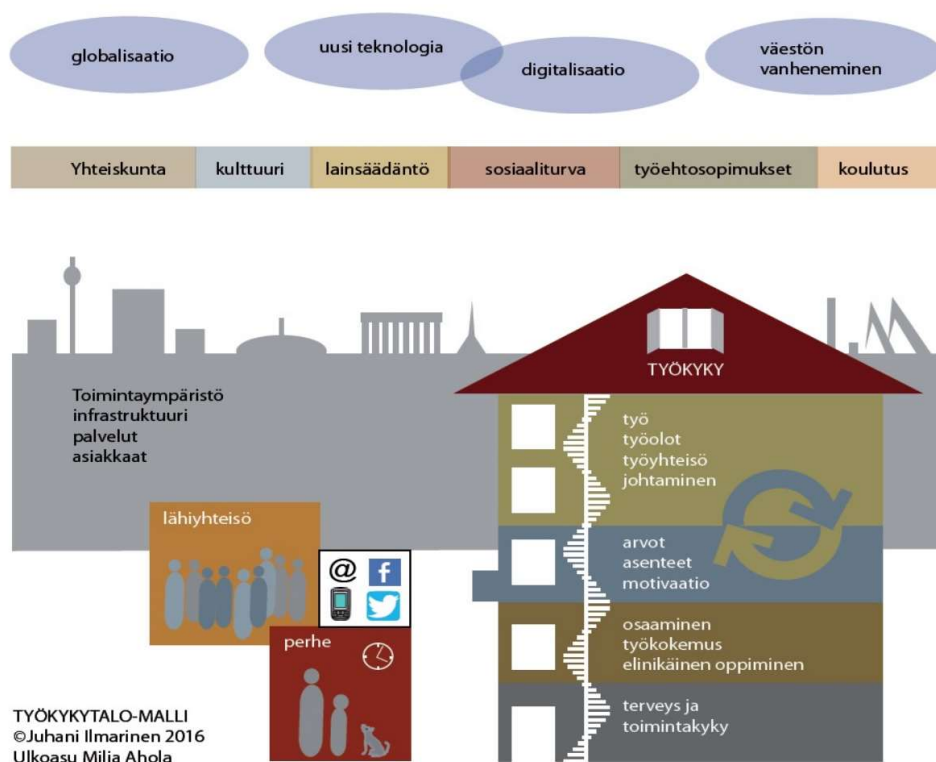 globalisaatio
uusi teknologia
digitalisaatio
väestön
vanheneminen
Yhteiskunta
kulttuuri
lainsäädäntö
sosiaaliturva
työehtosopimukset
koulutus
TYÖKYKY
Toimintaympäristö
infrastruktuuri
palvelut
asiakkaat
työ
työolot
työyhteisö
johtaminen
lähiyhteisö
@
f
arvot
asenteet
motivaatio
perhe
osaaminen
työkokemus
elinikäinen oppiminen
terveys ja
toimintakyky
TYÖKYKYTALO-MALLI
©Juhani Ilmarinen 2016
Ulkoasu Milja Ahola